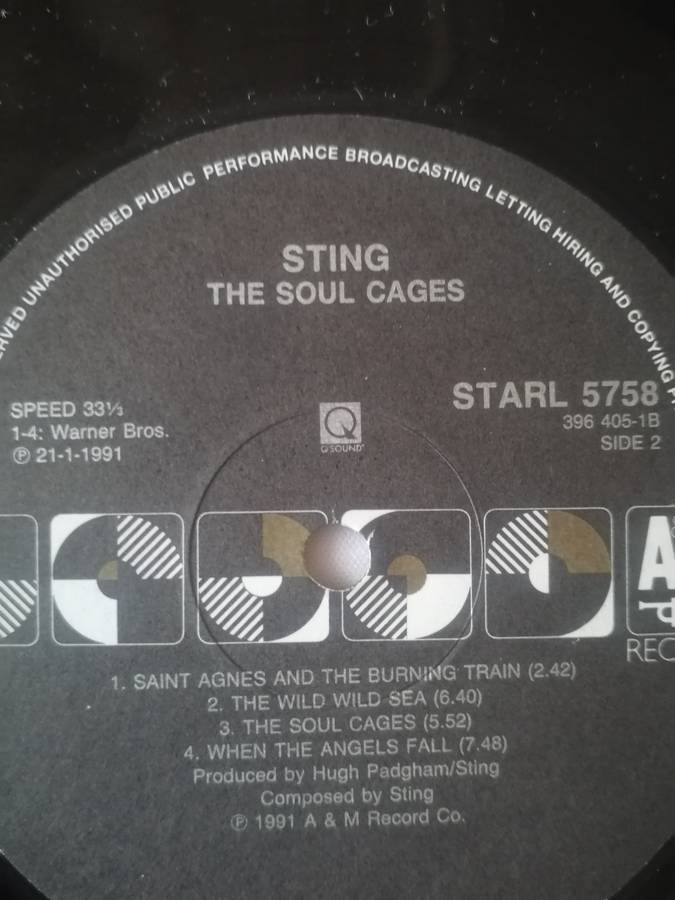 RVED UNAUTHORISED PUBLIC PERFORMANCE BROADCASTING LETTING HIRING AND COPYING
STING
THE SOUL CAGES
SPEED 33⅓
1-4: Warner Bros.
℗ 21-1-1991
STARL 5758
396 405-1B
SIDE 2
Q SOUND
A
REC
1. SAINT AGNES AND THE BURNING TRAIN (2.42)
2. THE WILD WILD SEA (6.40)
3. THE SOUL CAGES (5.52)
4. WHEN THE ANGELS FALL (7.48)
Produced by Hugh Padgham/Sting
Composed by Sting
℗ 1991 A & M Record Co.